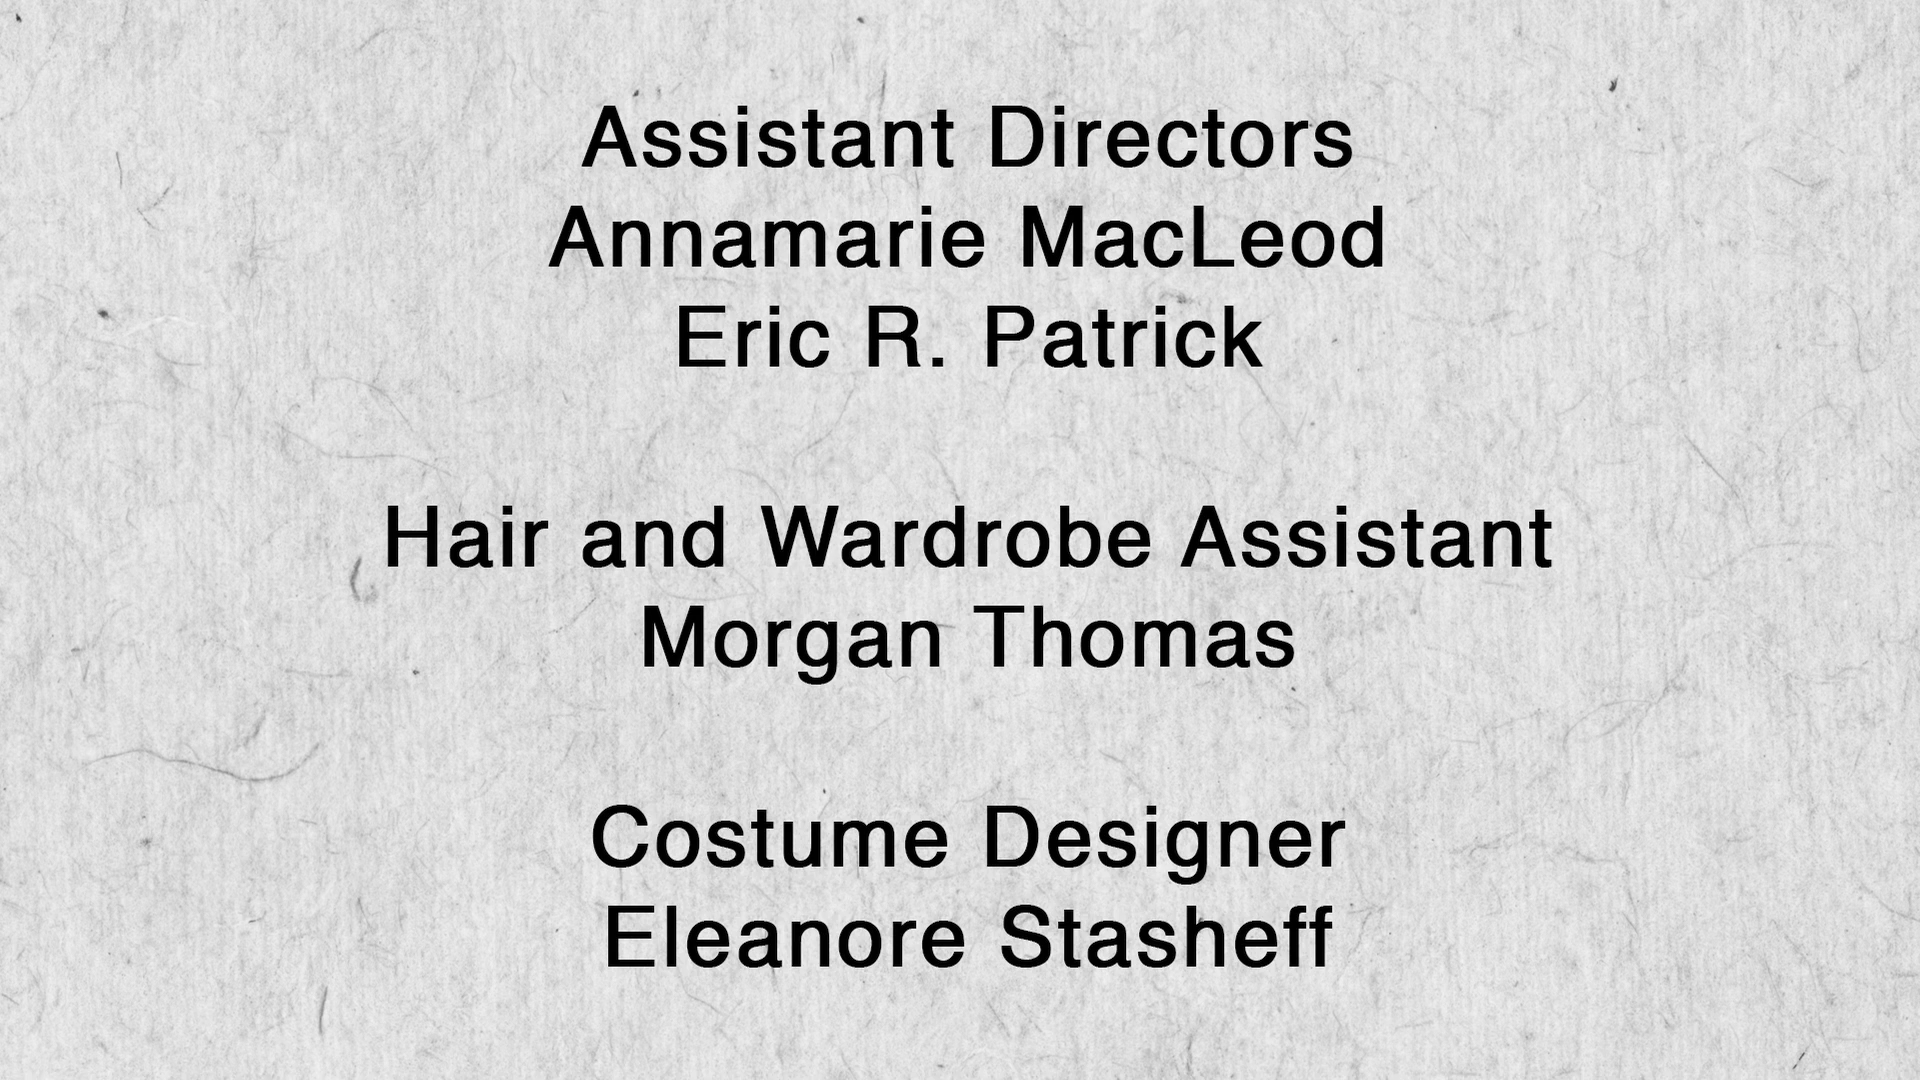 Assistant Directors
Annamarie MacLeod
Eric R. Patrick
Hair and Wardrobe Assistant
Morgan Thomas
Costume Designer
Eleanore Stasheff